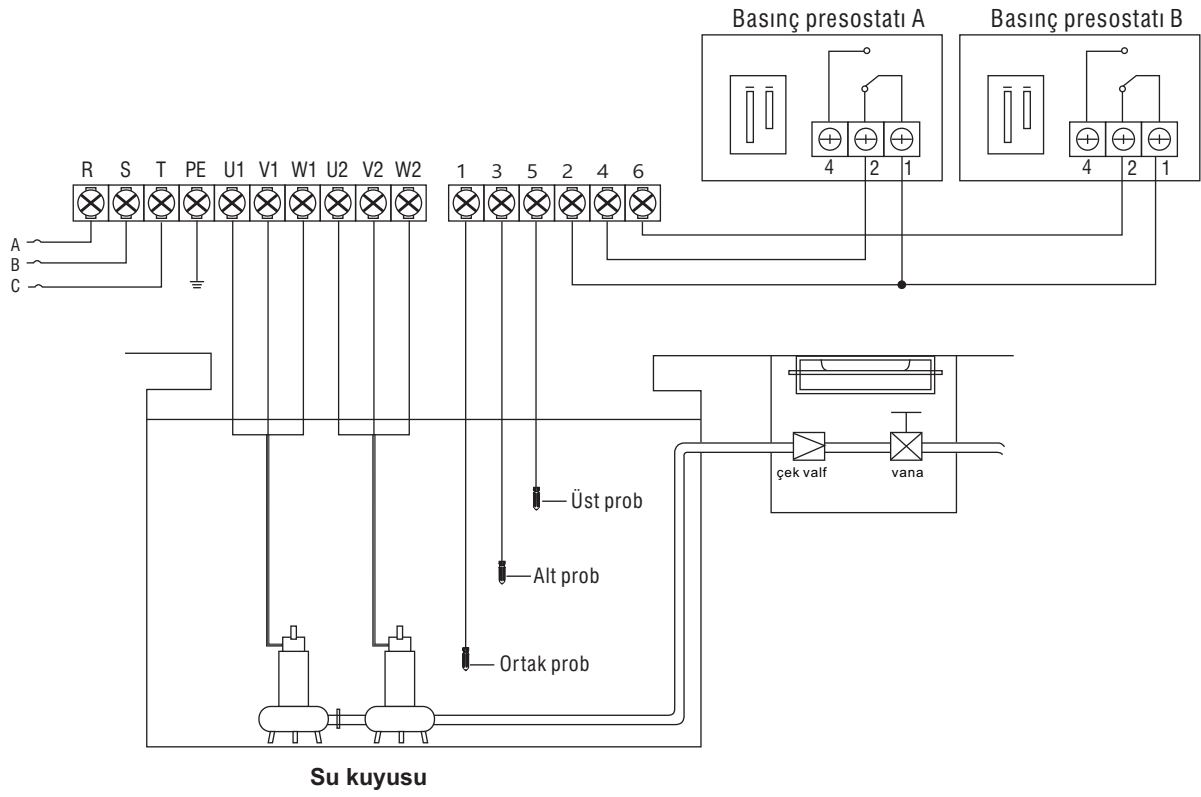 Basınç presostatı A
Basınç presostatı B
4 2 1
4 2 1
R S T PE U1 V1 W1 U2 V2 W2
1 3 5 2 4 6
A
B
C
çek valf
vana
Üst prob
Alt prob
Ortak prob
Su kuyusu